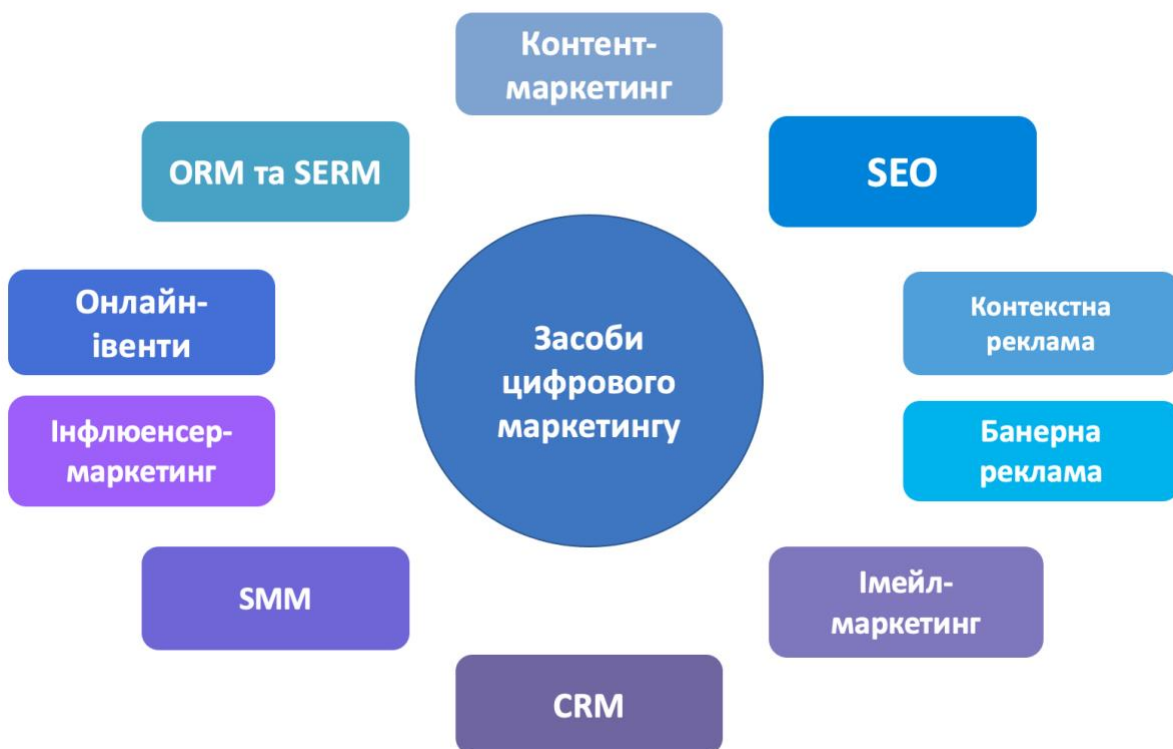 Контент-
маркетинг
ORM та SERM
SEO
Онлайн-
івенти
Засоби
цифрового
маркетингу
Контекстна
реклама
Інфлюенсер-
маркетинг
Банерна
реклама
SMM
Імейл-
маркетинг
CRM